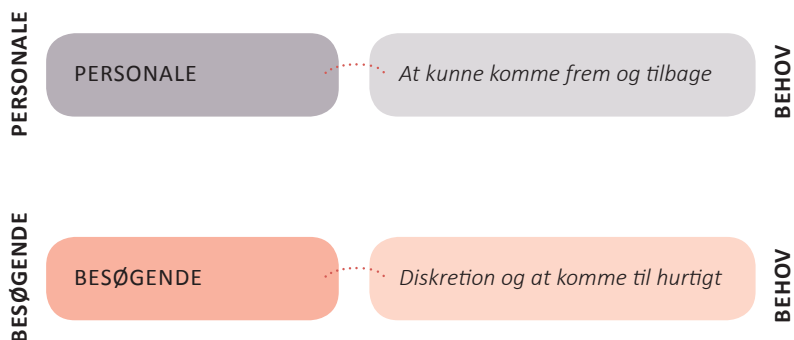 PERSONALE
PERSONALE
At kunne komme frem og tilbage
BEHOV
BESØGENDE
BESØGENDE
Diskretion og at komme til hurtigt
BEHOV